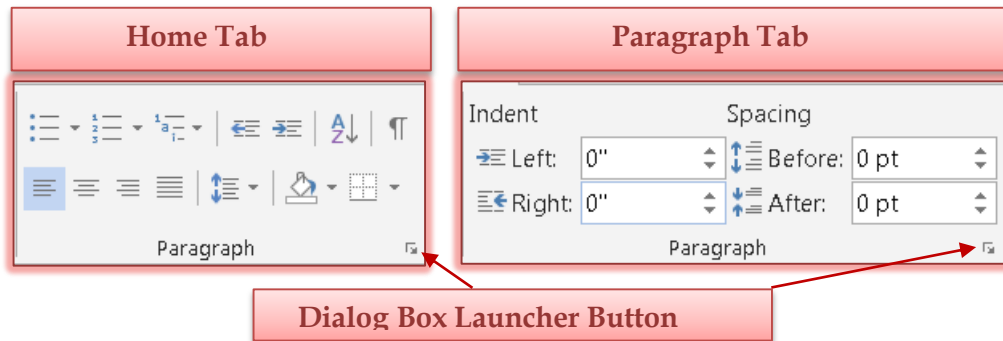 Home Tab
Paragraph Tab
Paragraph
Indent
Spacing
Left: 0"
Before: 0 pt
Right: 0"
After: 0 pt
Paragraph
Dialog Box Launcher Button